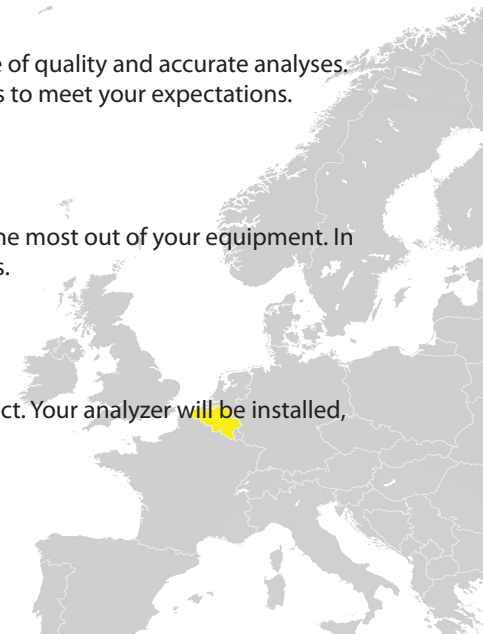 of quality and accurate analyses.
s to meet your expectations.
he most out of your equipment. In
s.
ct. Your analyzer will be installed,